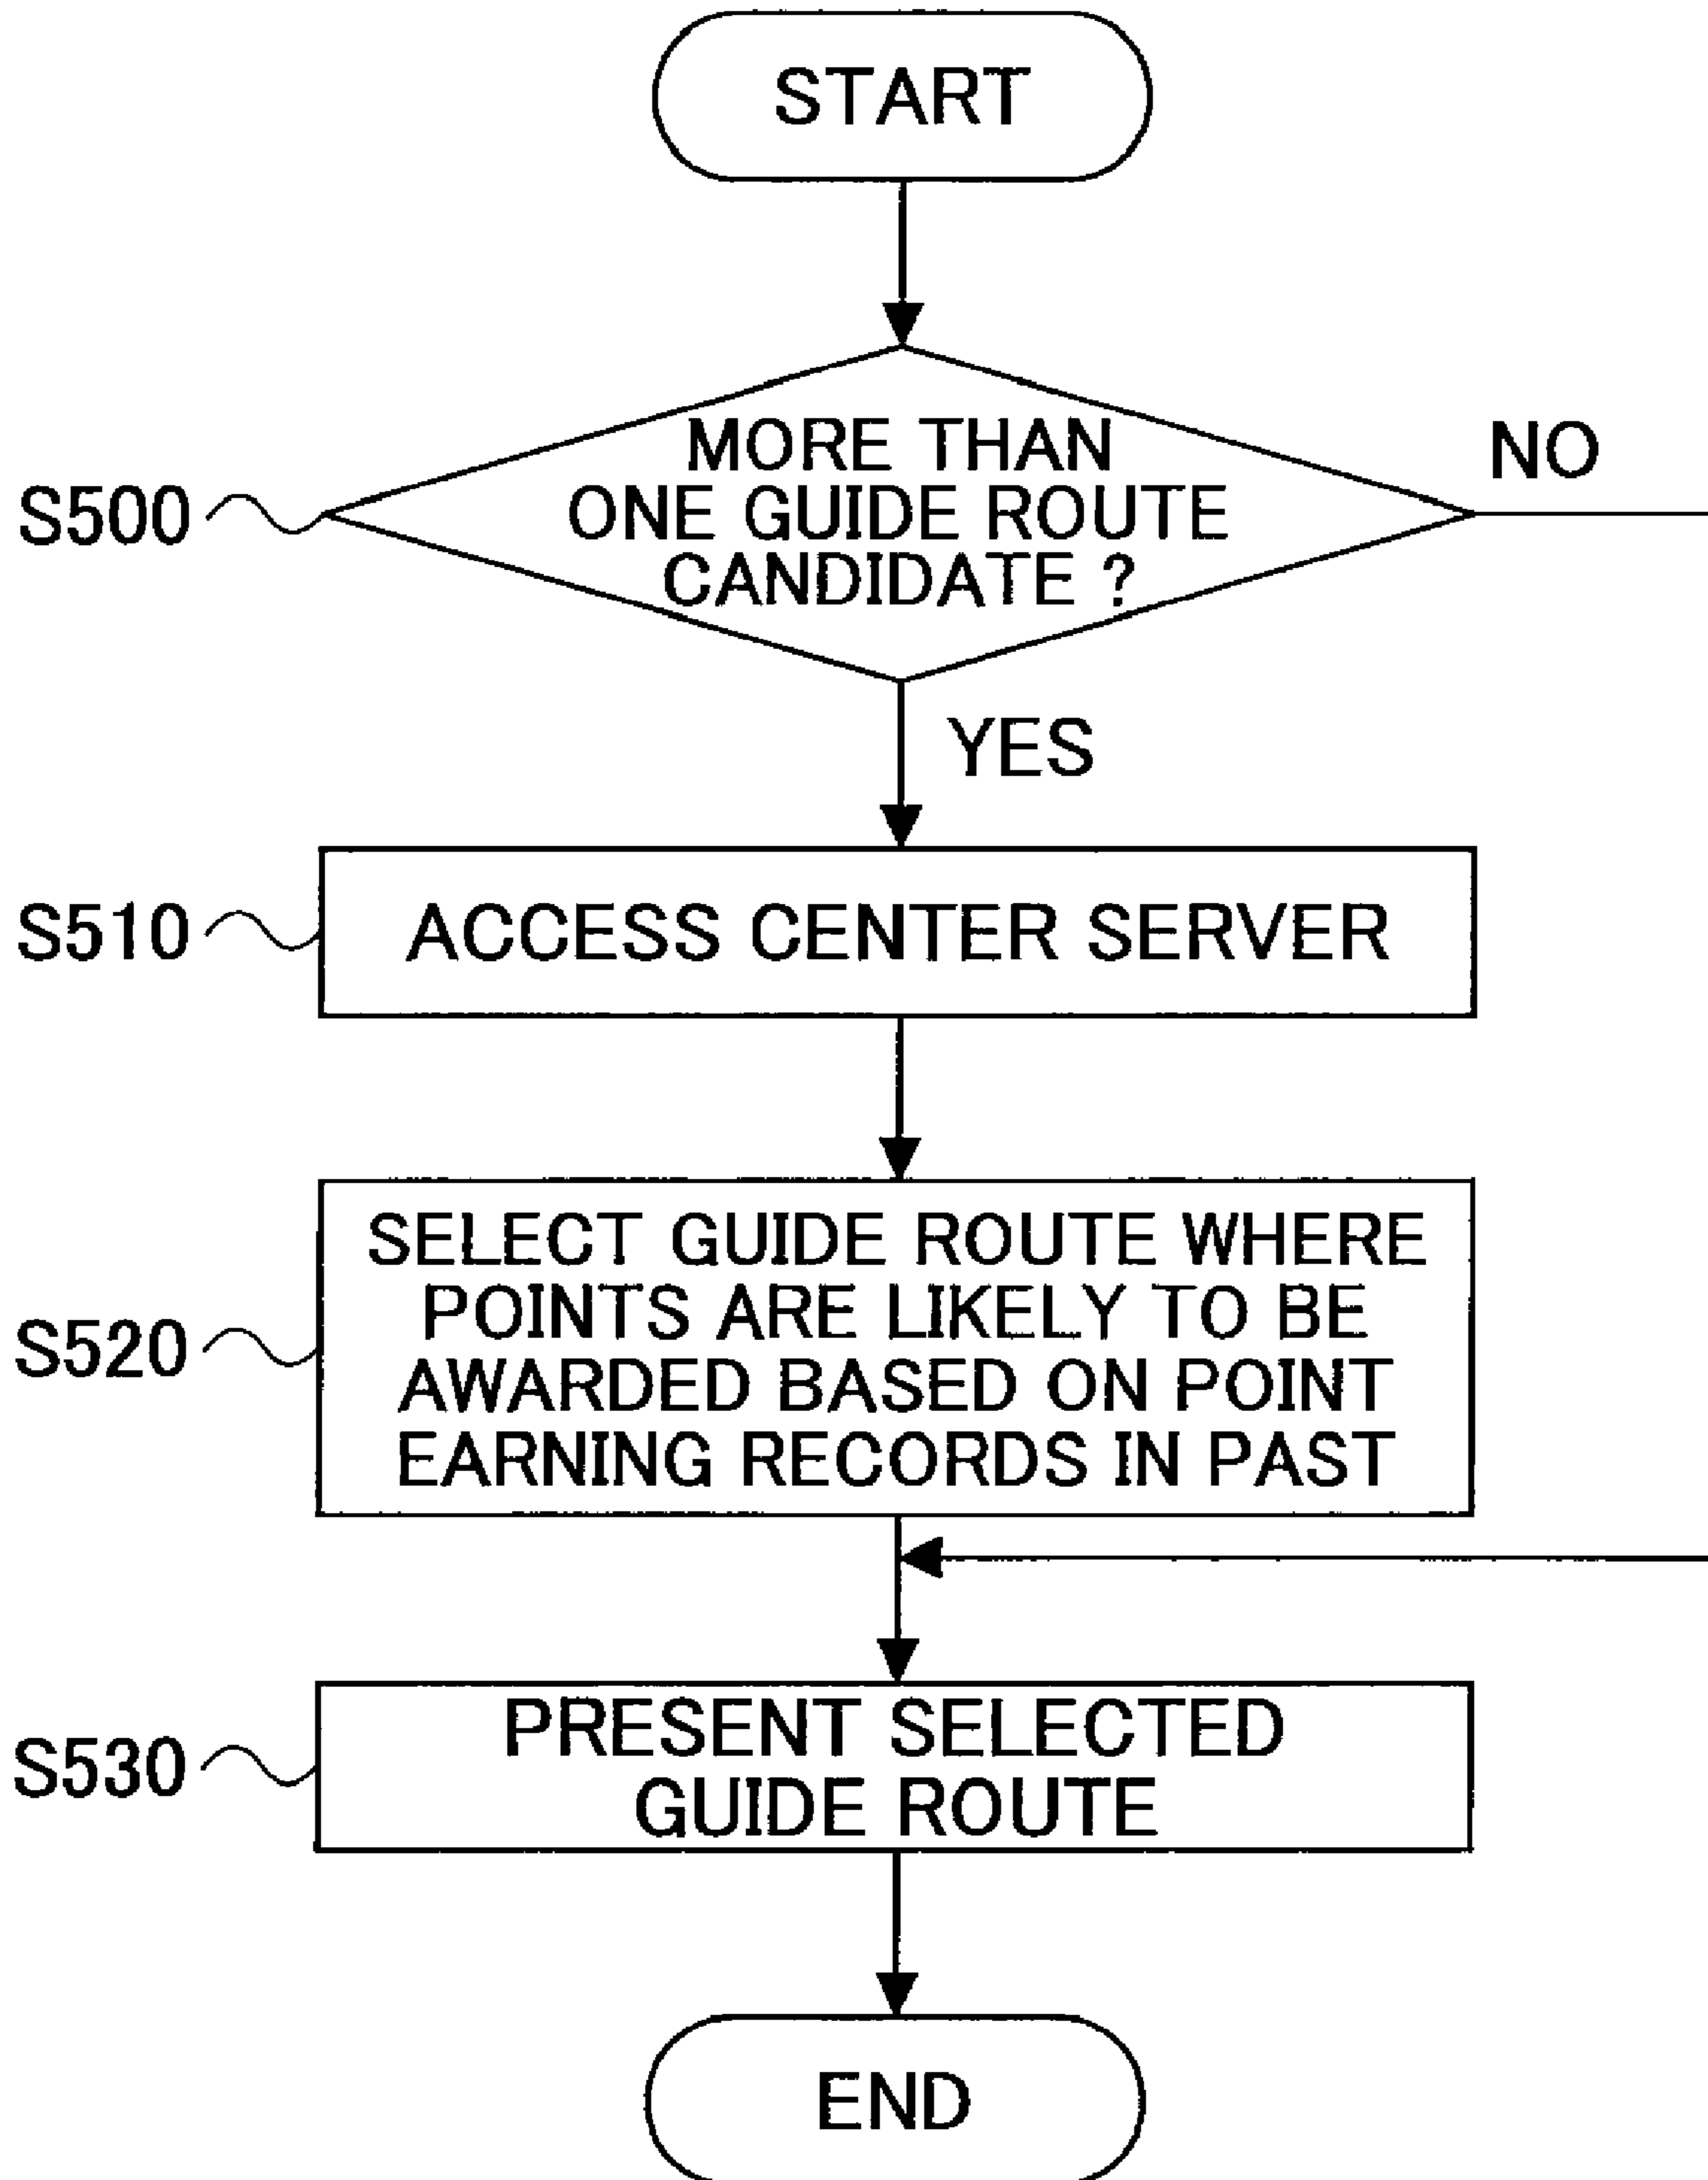 START
MORE THAN
ONE GUIDE ROUTE
CANDIDATE ?
NO
S500
YES
S510
ACCESS CENTER SERVER
S520
SELECT GUIDE ROUTE WHERE
POINTS ARE LIKELY TO BE
AWARDED BASED ON POINT
EARNING RECORDS IN PAST
S530
PRESENT SELECTED
GUIDE ROUTE
END